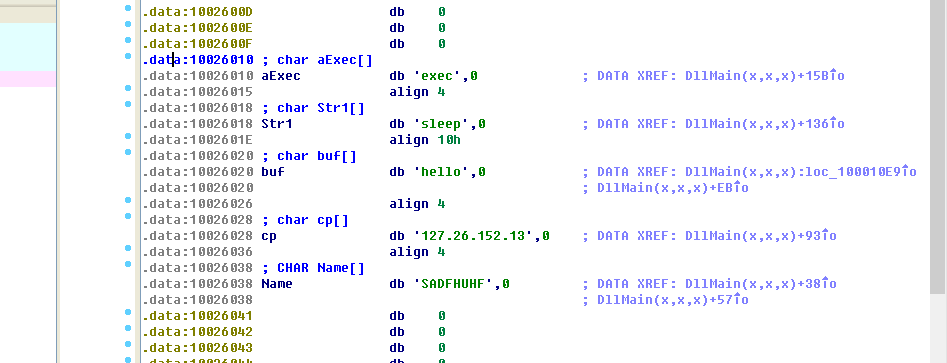 .data:1002600D db 0
.data:1002600E db 0
.data:1002600F db 0
.data:10026010 ; char aExec[]
.data:10026010 aExec db 'exec',0 ; DATA XREF: DllMain(x,x,x)+15B↑o
.data:10026015 align 4
.data:10026018 ; char Str1[]
.data:10026018 Str1 db 'sleep',0 ; DATA XREF: DllMain(x,x,x)+136↑o
.data:1002601E align 10h
.data:10026020 ; char buf[]
.data:10026020 buf db 'hello',0 ; DATA XREF: DllMain(x,x,x):loc_100010E9↑o
.data:10026020 ; DllMain(x,x,x)+EB↑o
.data:10026026 align 4
.data:10026028 ; char cp[]
.data:10026028 cp db '127.26.152.13',0 ; DATA XREF: DllMain(x,x,x)+93↑o
.data:10026036 align 4
.data:10026038 ; CHAR Name[]
.data:10026038 Name db 'SADFHUHF',0 ; DATA XREF: DllMain(x,x,x)+38↑o
.data:10026038 ; DllMain(x,x,x)+57↑o
.data:10026041 db 0
.data:10026042 db 0
.data:10026043 db 0